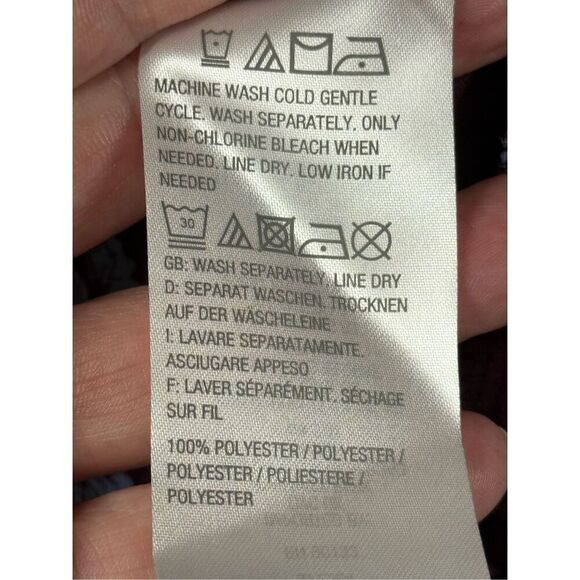 MACHINE WASH COLD GENTLE
CYCLE. WASH SEPARATELY. ONLY
NON-CHLORINE BLEACH WHEN
NEEDED. LINE DRY. LOW IRON IF
NEEDED
30
GB: WASH SEPARATELY. LINE DRY
D: SEPARAT WASCHEN. TROCKNEN
AUF DER WÄSCHELEINE
I: LAVARE SEPARATAMENTE.
ASCIUGARE APPESO
F: LAVER SÉPARÉMENT. SÉCHAGE
SUR FIL
100% POLYESTER / POLYESTER /
POLYESTER / POLIESTERE /
POLYESTER